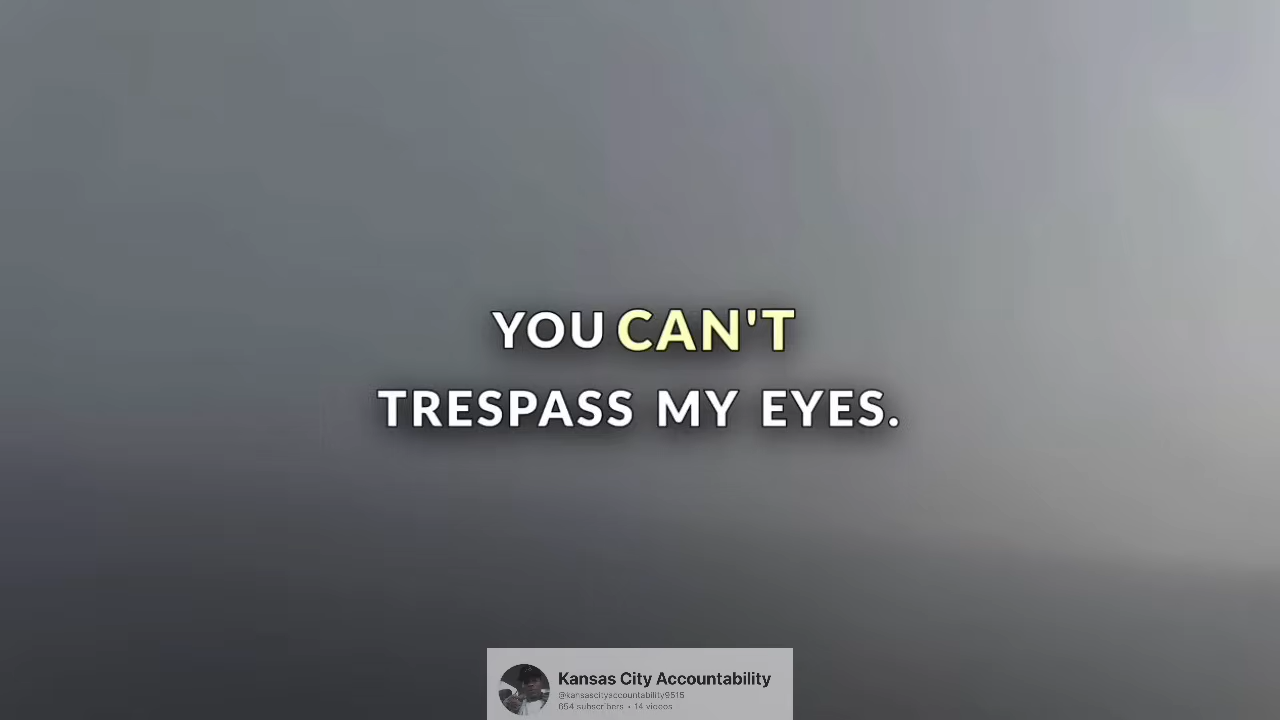 YOU CAN'T
TRESPASS MY EYES.
Kansas City Accountability
@kansascityaccountability9515
654 subscribers • 14 videos